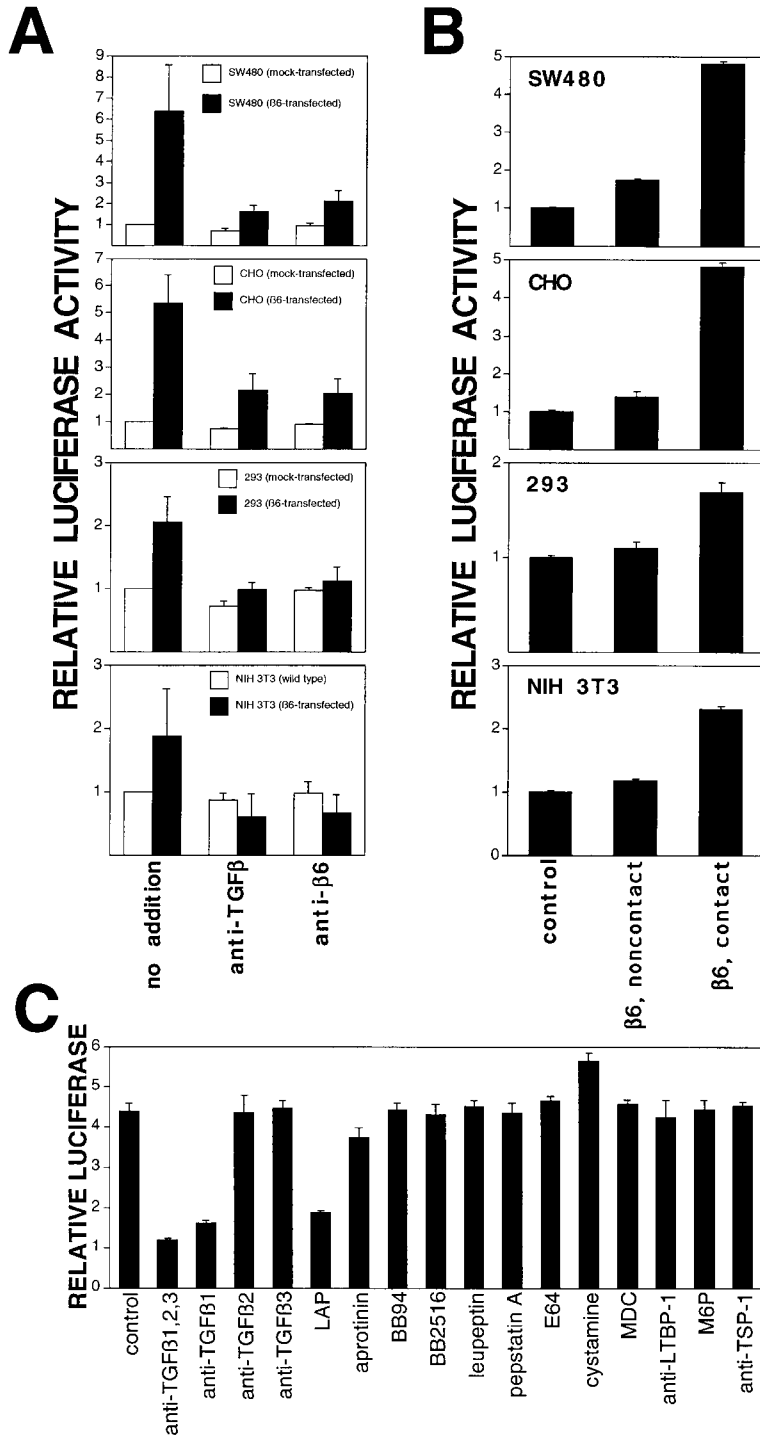 A
RELATIVE LUCIFERASE ACTIVITY
9
8
7
6
5
4
3
2
1
SW480 (mock-transfected)
SW480 (β6-transfected)
7
6
5
4
3
2
1
CHO (mock-transfected)
CHO (β6-transfected)
3
2
1
293 (mock-transfected)
293 (β6-transfected)
3
2
1
NIH 3T3 (wild type)
NIH 3T3 (β6-transfected)
no addition
anti-TGFβ
anti-β6
B
RELATIVE LUCIFERASE ACTIVITY
5
4
2
1
SW480
5
4
2
1
CHO
2
1
293
3
2
1
0
NIH 3T3
control
β6, noncontact
β6, contact
C
RELATIVE LUCIFERASE
6
5
4
3
2
1
0
control
anti-TGFß1,2,3
anti-TGFß1
anti-TGFß2
anti-TGFß3
LAP
aprotinin
BB94
BB2516
leupeptin
pepstatin A
E64
cystamine
MDC
anti-LTBP-1
M6P
anti-TSP-1